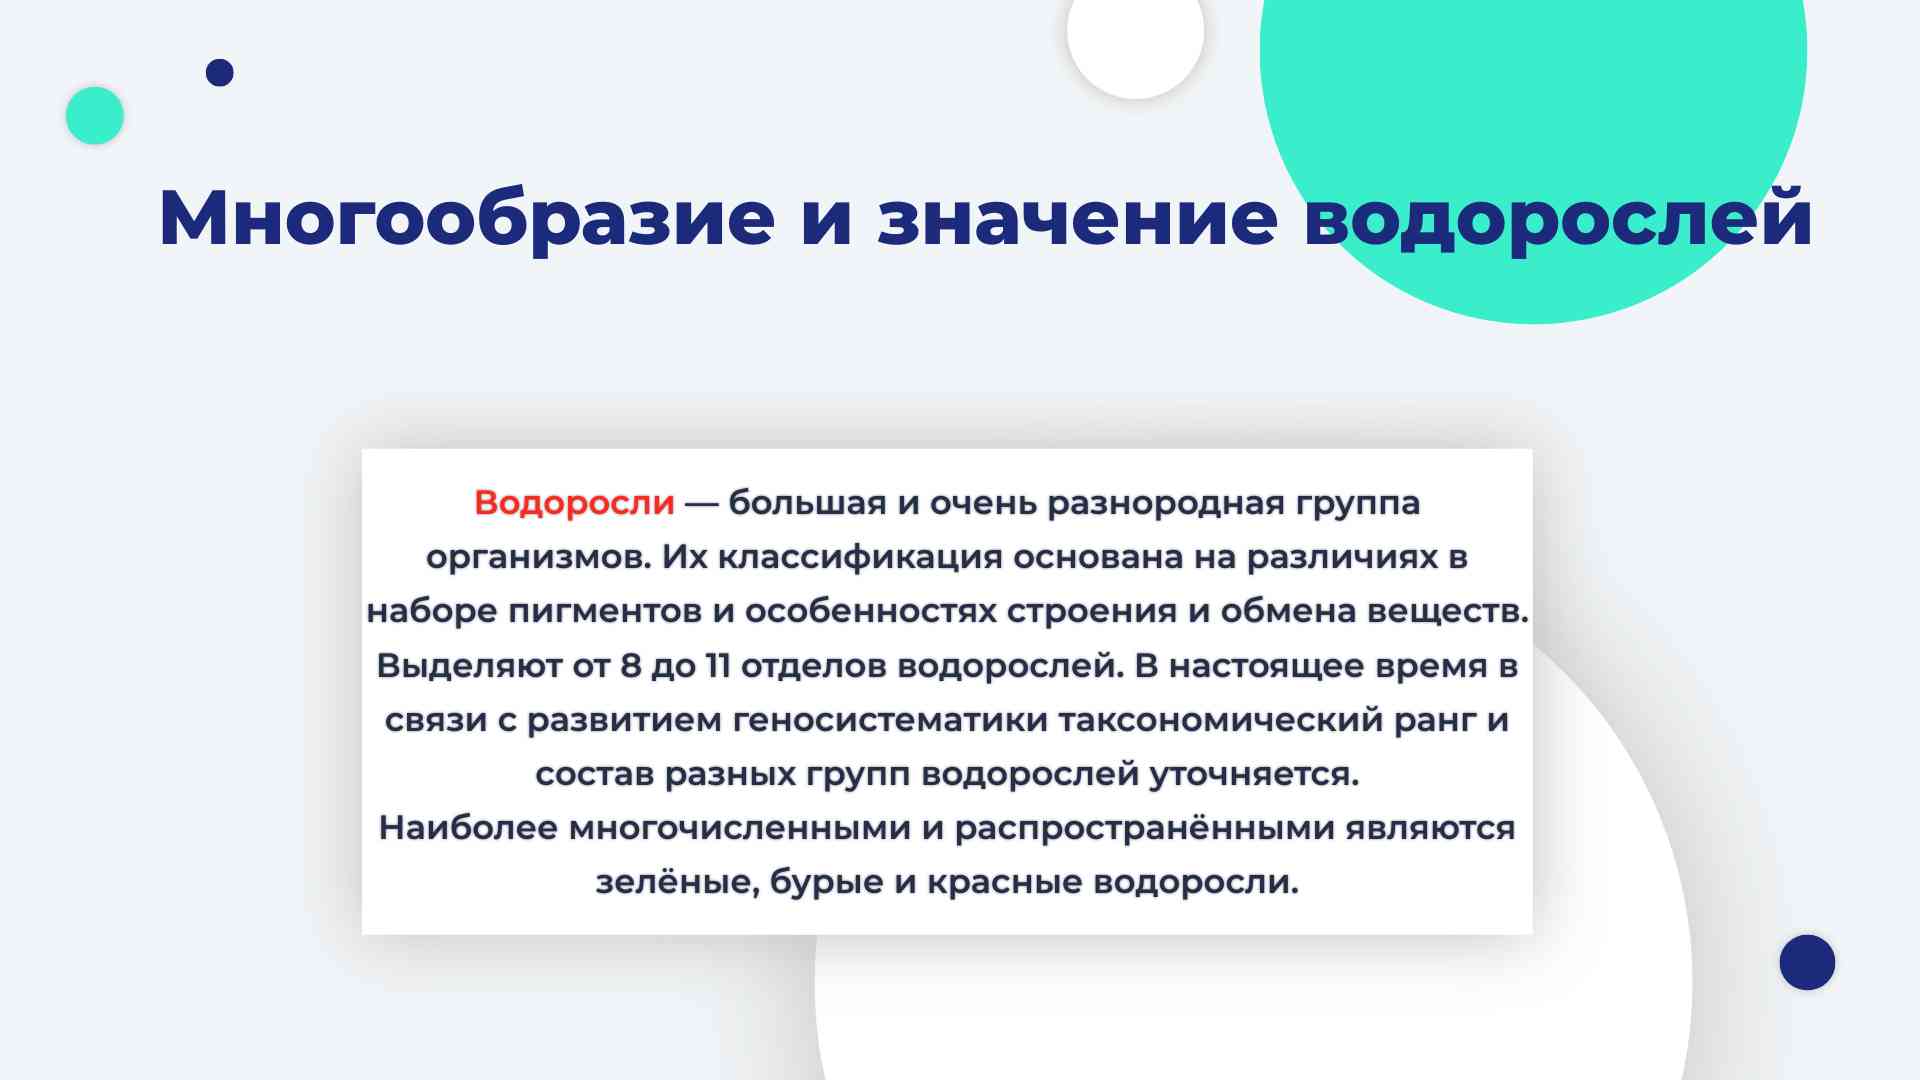 Многообразие и значение водорослей
Водоросли — большая и очень разнородная группа
организмов. Их классификация основана на различиях в
наборе пигментов и особенностях строения и обмена веществ.
Выделяют от 8 до 11 отделов водорослей. В настоящее время в
связи с развитием геносистематики таксономический ранг и
состав разных групп водорослей уточняется.
Наиболее многочисленными и распространёнными являются
зелёные, бурые и красные водоросли.